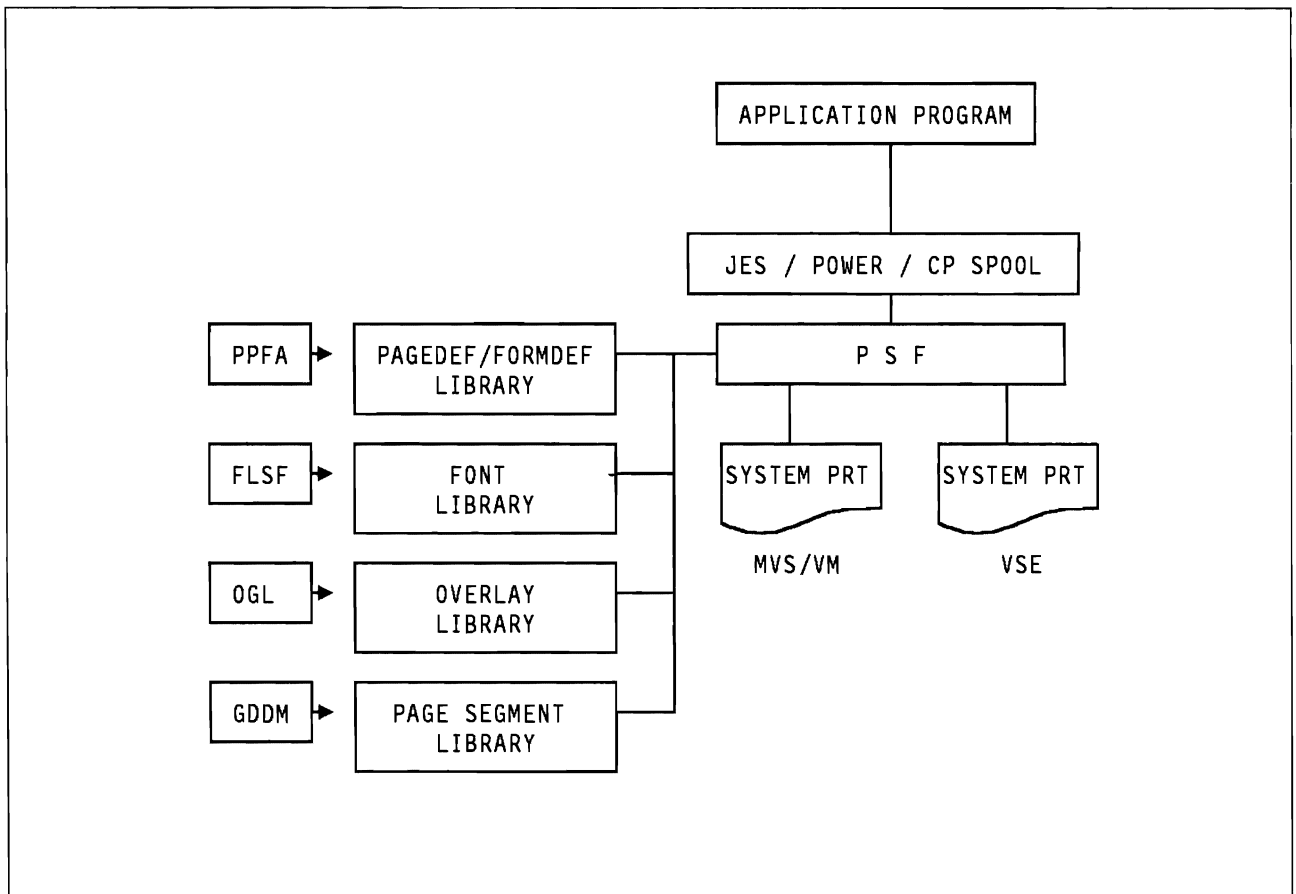 APPLICATION PROGRAM
JES / POWER / CP SPOOL
P S F
PPFA
PAGEDEF/FORMDEF
LIBRARY
FLSF
FONT
LIBRARY
SYSTEM PRT
SYSTEM PRT
MVS/VM
VSE
OGL
OVERLAY
LIBRARY
GDDM
PAGE SEGMENT
LIBRARY